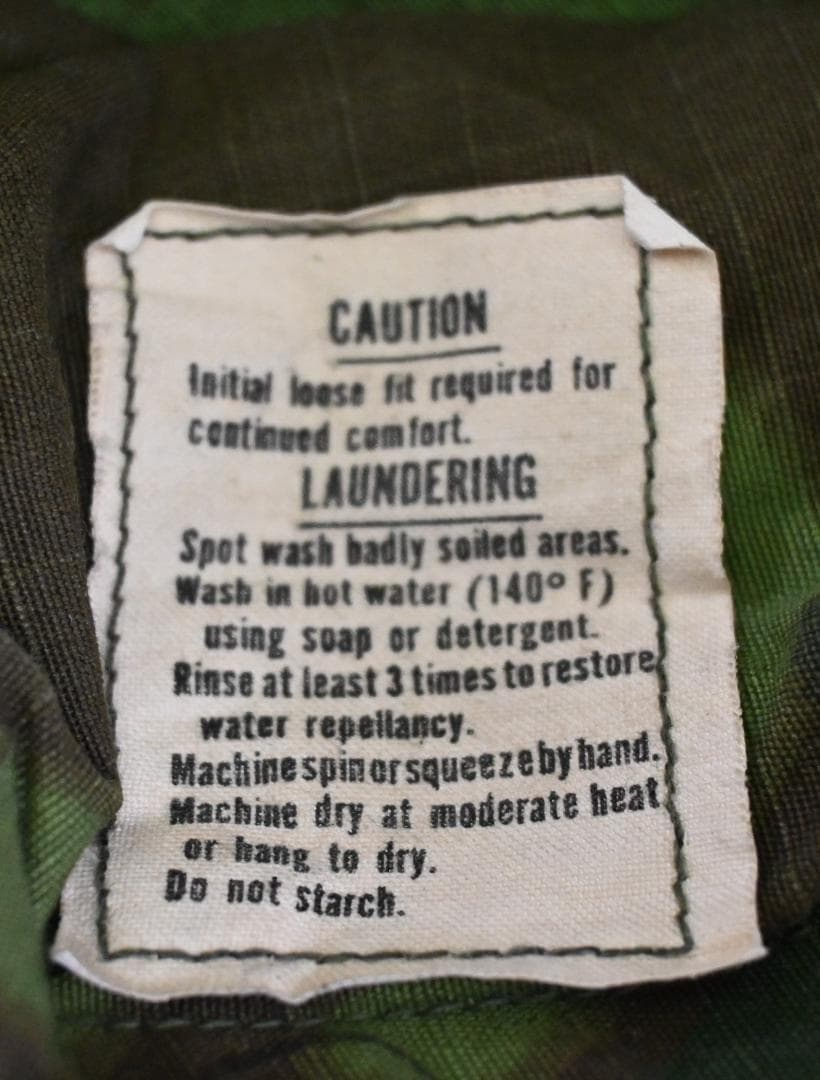 CAUTION
Initial loose fit required for
continued comfort.
LAUNDERING
Spot wash badly soiled areas.
Wash in hot water (140° F)
using soap or detergent.
Rinse at least 3 times to restore
water repellancy.
Machine spin or squeeze by hand.
Machine dry at moderate heat
or hang to dry.
Do not starch.